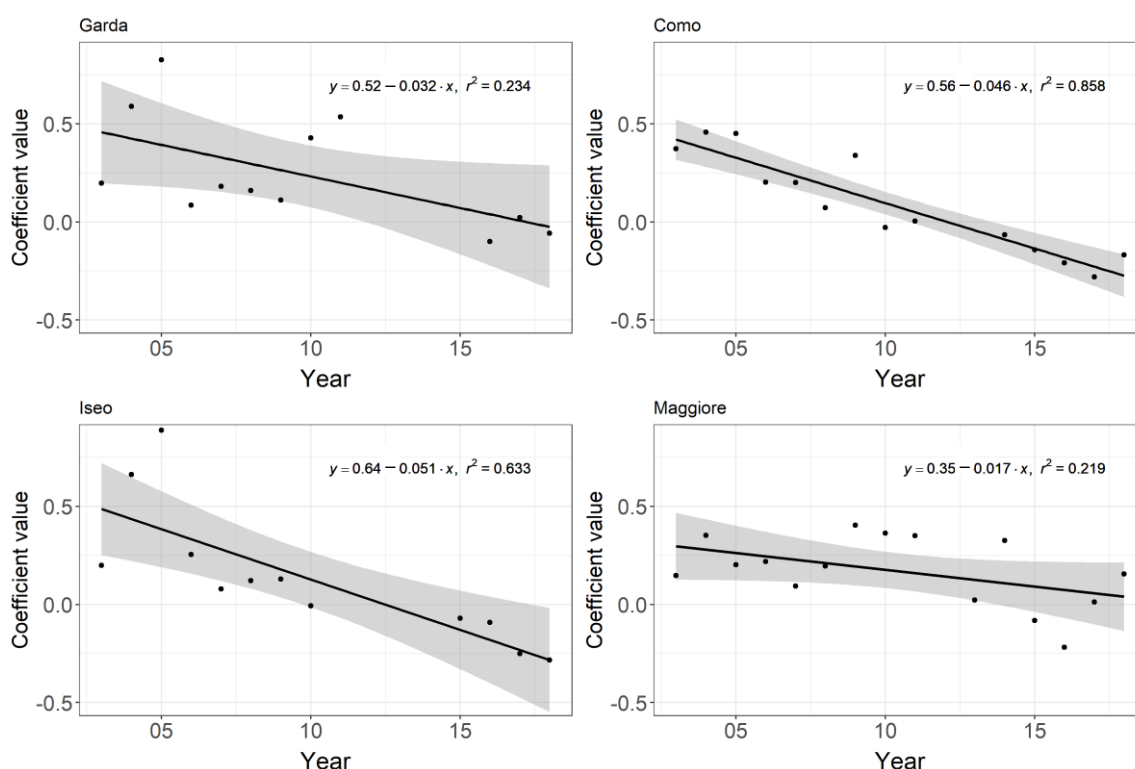 Garda
y = 0.52 − 0.032 · x, r² = 0.234
Coefficient value
0.5
0.0
-0.5
05
10
15
Year
Como
y = 0.56 − 0.046 · x, r² = 0.858
Coefficient value
0.5
0.0
-0.5
05
10
15
Year
Iseo
y = 0.64 − 0.051 · x, r² = 0.633
Coefficient value
0.5
0.0
-0.5
05
10
15
Year
Maggiore
y = 0.35 − 0.017 · x, r² = 0.219
Coefficient value
0.5
0.0
-0.5
05
10
15
Year